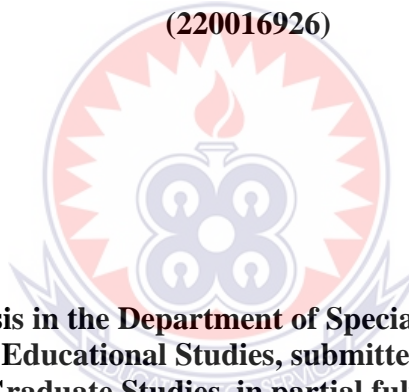 (220016926)
sis in the Department of Specia
Educational Studies, submitte
Graduate Studies, in partial ful